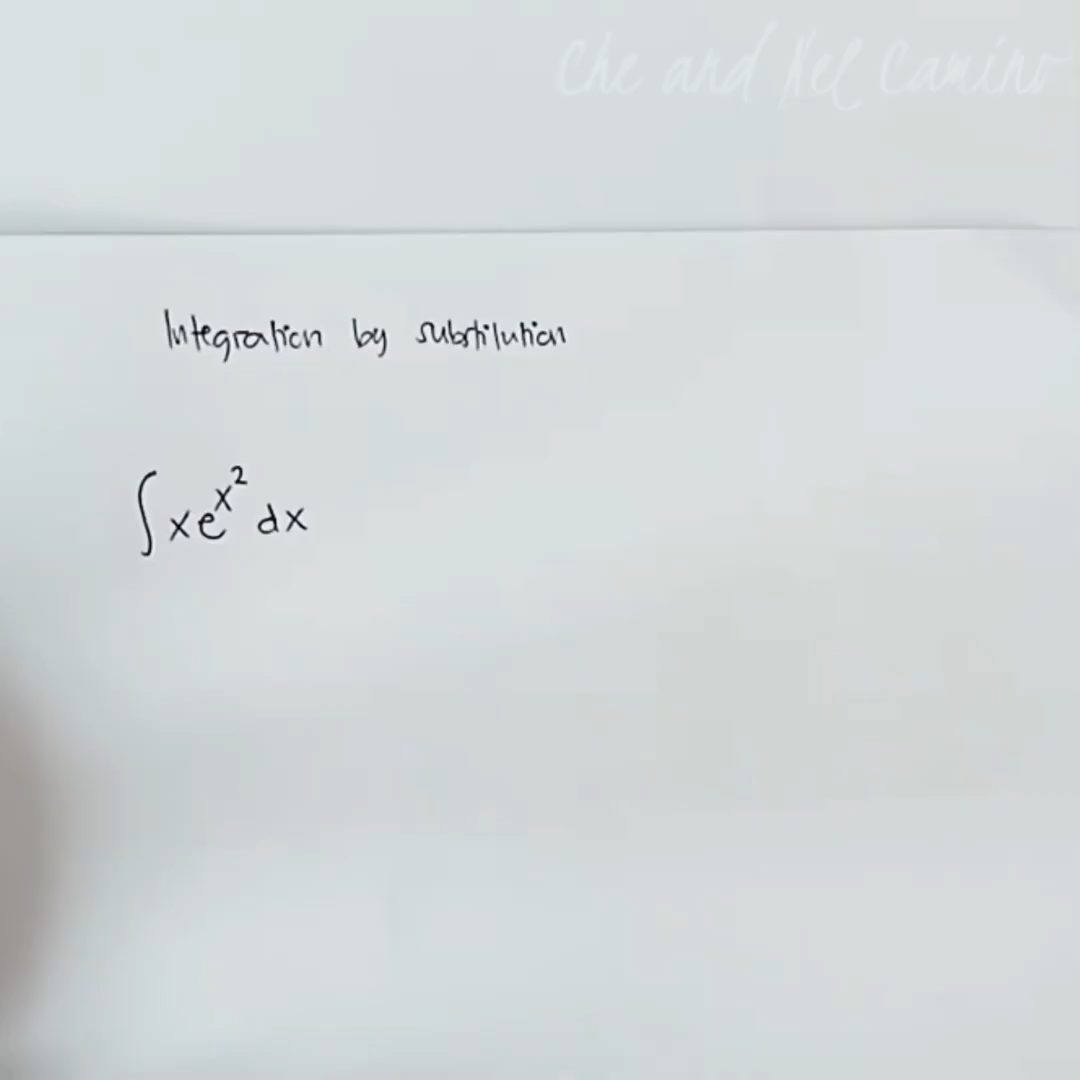 Che and Nel Camino
Integration by substitution
∫xe^x² dx